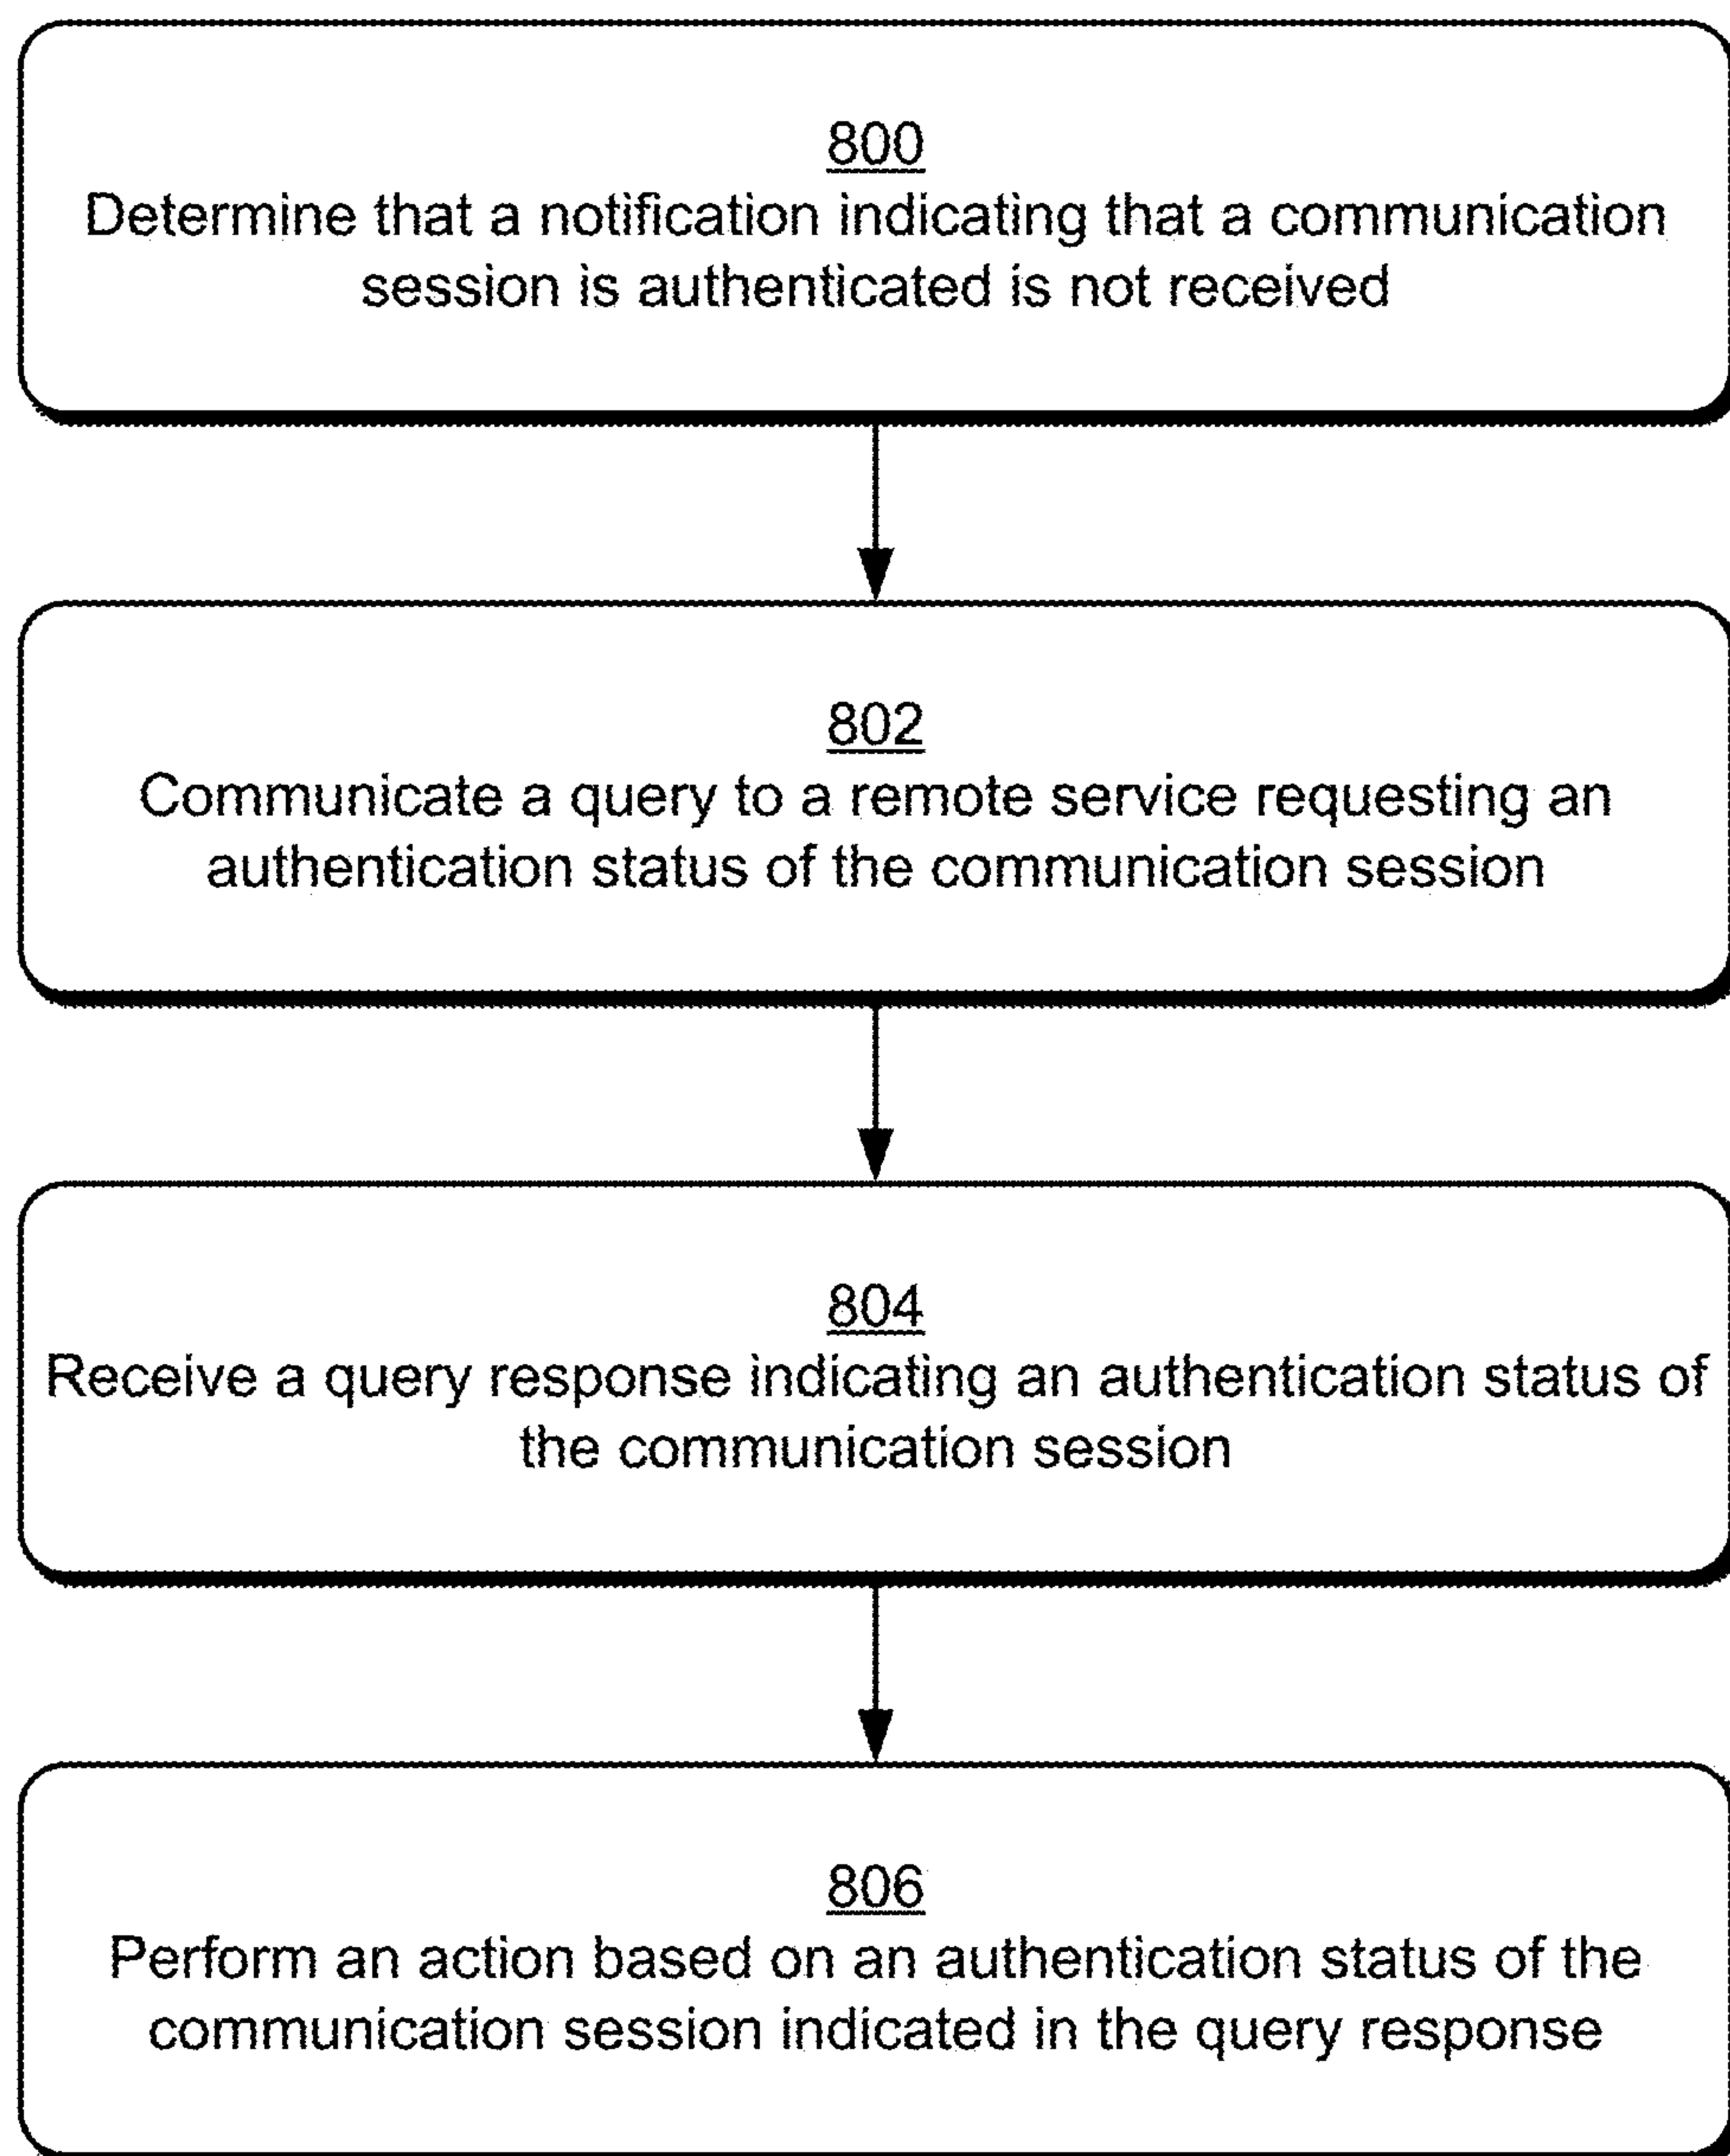 800
Determine that a notification indicating that a communication
session is authenticated is not received
802
Communicate a query to a remote service requesting an
authentication status of the communication session
804
Receive a query response indicating an authentication status of
the communication session
806
Perform an action based on an authentication status of the
communication session indicated in the query response